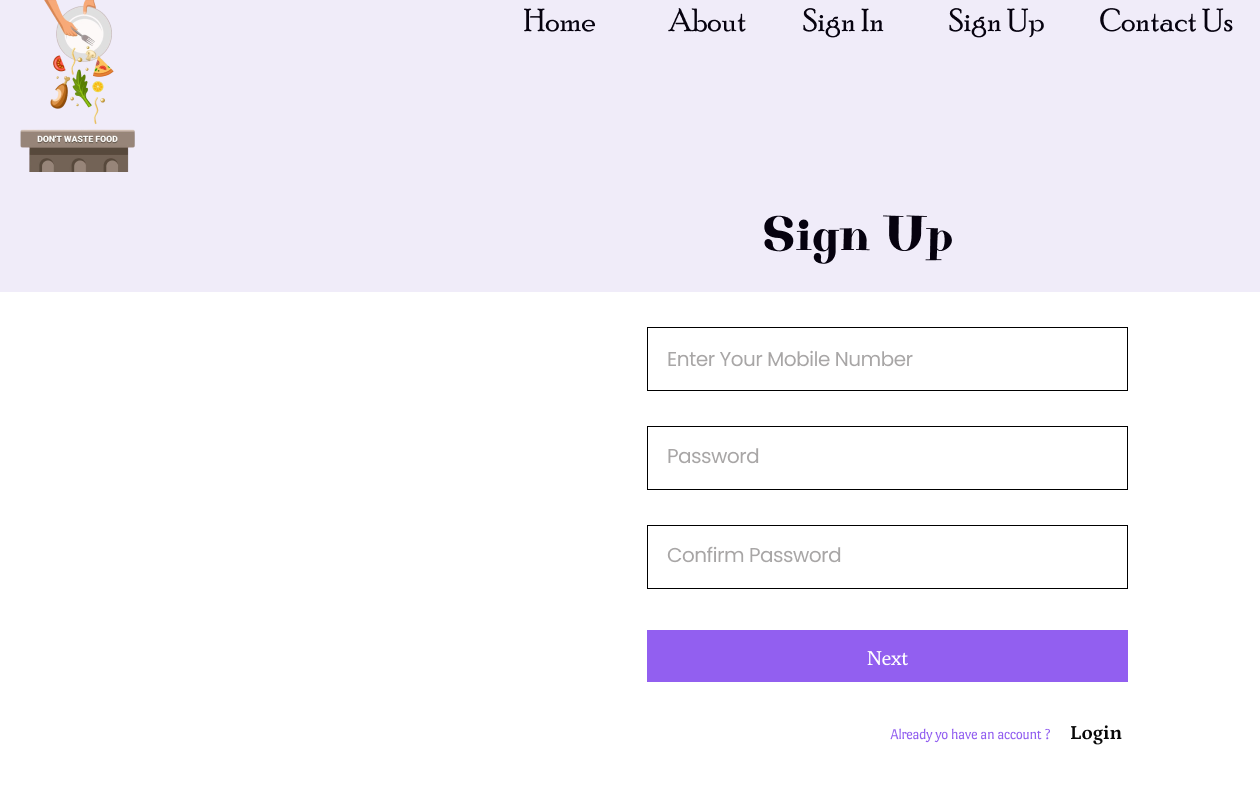 Home About Sign In Sign Up Contact Us
DON'T WASTE FOOD
Sign Up
Enter Your Mobile Number
Password
Confirm Password
Next
Already yo have an account ? Login